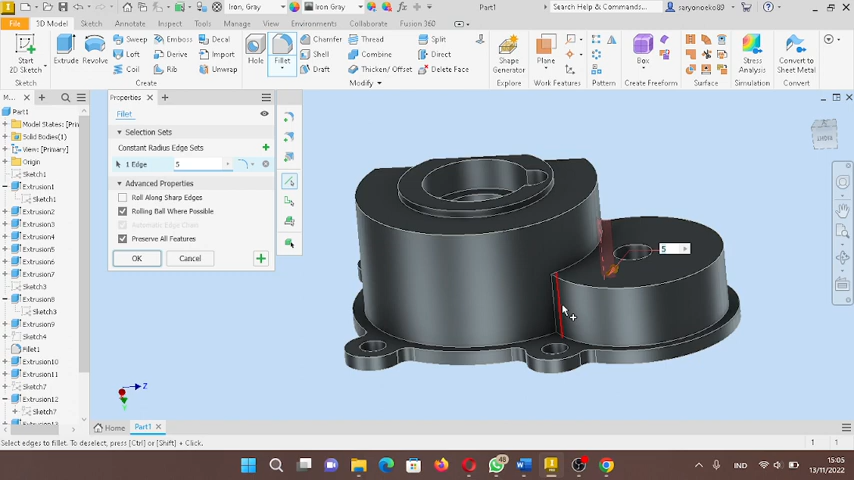 Iron, Gray
Iron Gray
Part1
Search Help & Commands...
saryonoeko89
File
3D Model
Sketch
Annotate
Inspect
Tools
Manage
View
Environments
Collaborate
Fusion 360
Start
2D Sketch
Extrude
Revolve
Sweep
Emboss
Decal
Loft
Derive
Import
Coil
Rib
Unwrap
Hole
Fillet
Chamfer
Thread
Split
Shell
Combine
Direct
Draft
Thicken/ Offset
Delete Face
Shape
Generator
Plane
Box
Stress
Analysis
Convert to
Sheet Metal
Sketch
Create
Modify
Explore
Work Features
Pattern
Create Freeform
Surface
Simulation
Convert
Part1
Model States: [Prim
Solid Bodies(1)
View: [Primary]
Origin
Sketch1
Extrusion1
Sketch1
Extrusion2
Extrusion3
Extrusion4
Extrusion5
Extrusion6
Extrusion7
Sketch3
Extrusion8
Extrusion9
Sketch4
Fillet1
Extrusion10
Extrusion11
Sketch7
Extrusion12
Sketch7
Properties
Fillet
Selection Sets
Constant Radius Edge Sets
1 Edge
5
Advanced Properties
Roll Along Sharp Edges
Rolling Ball Where Possible
Automatic Edge Chain
Preserve All Features
OK
Cancel
5
Z
Y
Home
Part1
Select edges to fillet. To deselect, press [Ctrl] or [Shift] + Click.
1
1
IND
15:05
13/11/2022